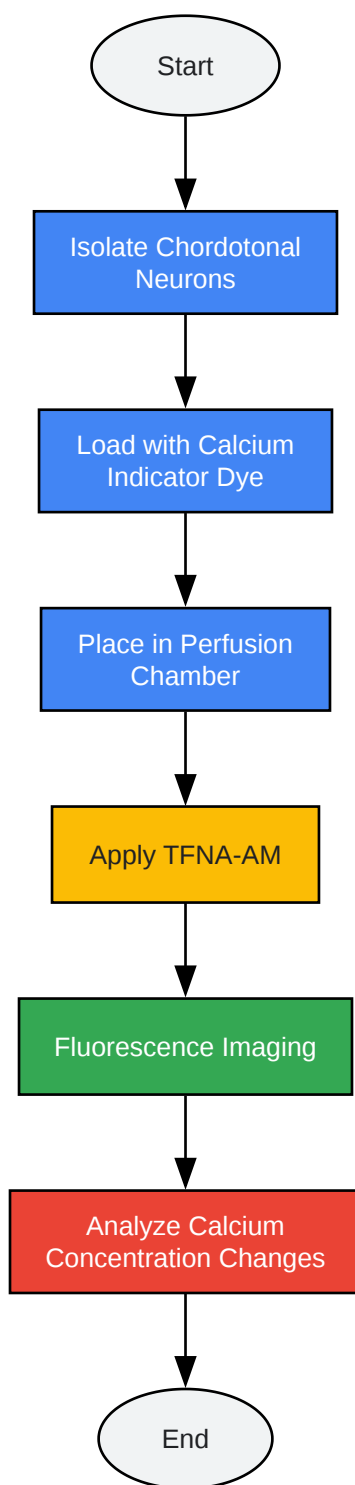 Start
Isolate Chordotonal
Neurons
Load with Calcium
Indicator Dye
Place in Perfusion
Chamber
Apply TFNA-AM
Fluorescence Imaging
Analyze Calcium
Concentration Changes
End